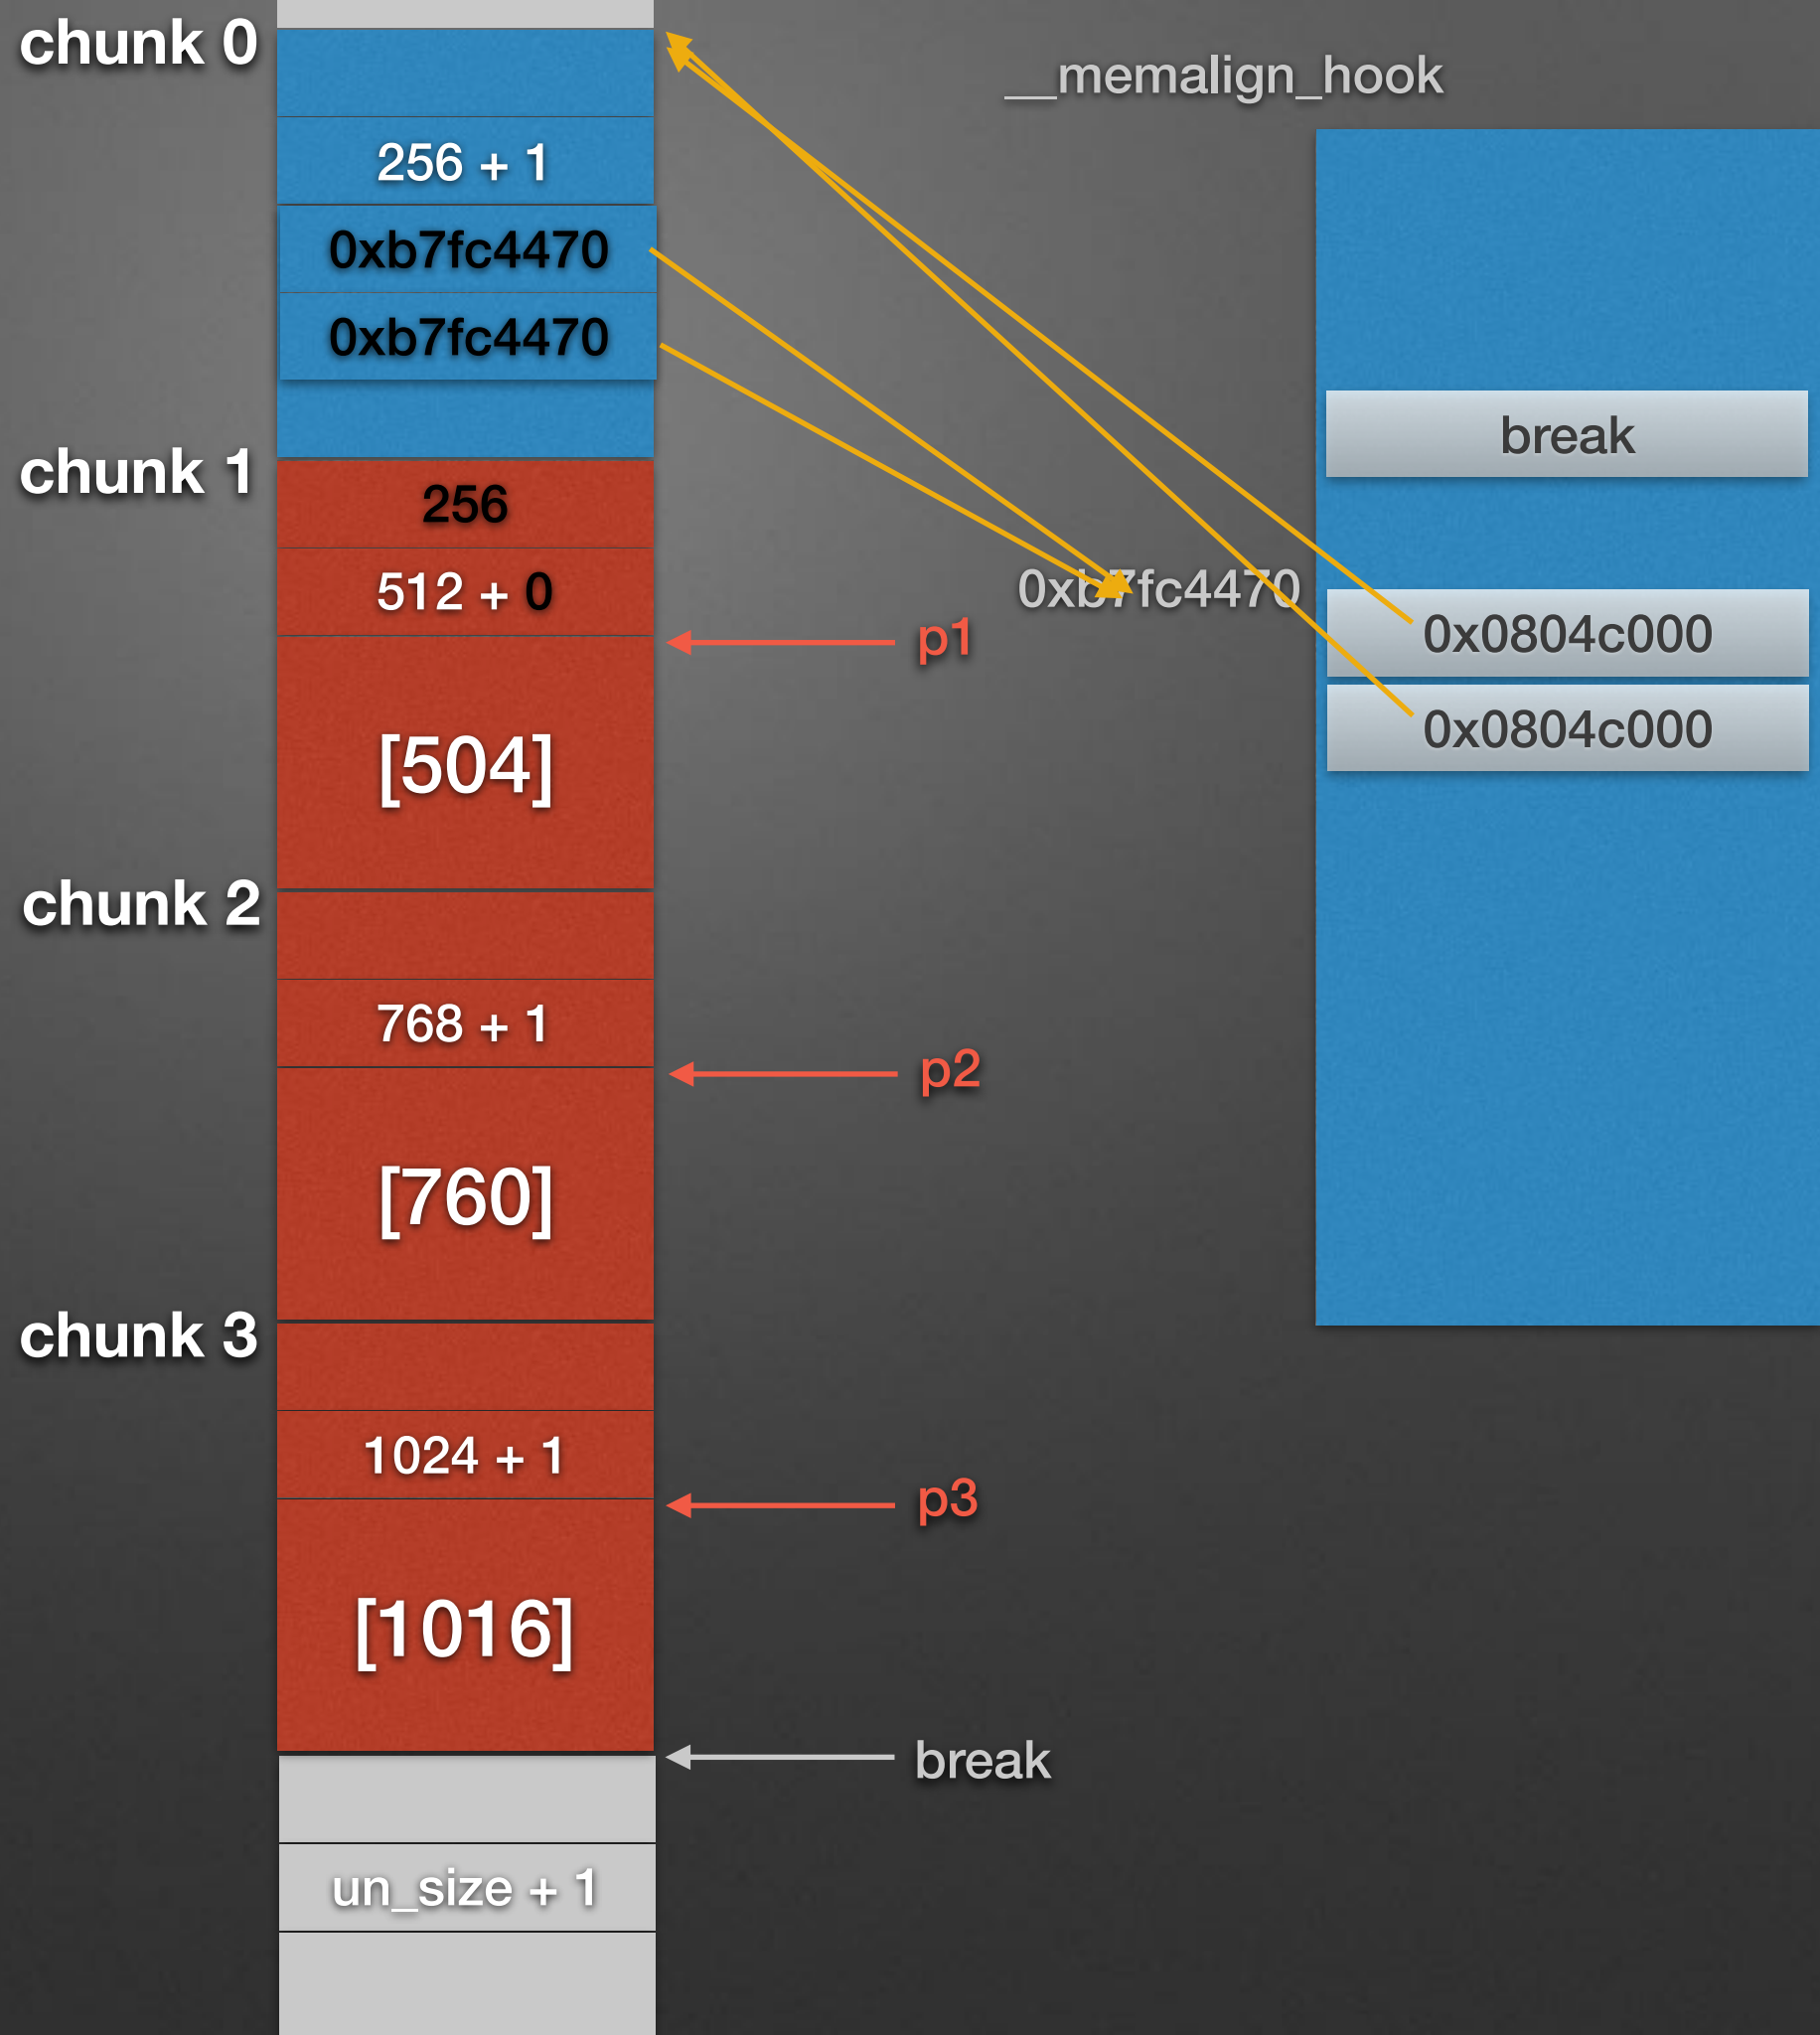 chunk 0
__memalign_hook
256 + 1
0xb7fc4470
0xb7fc4470
break
chunk 1
256
512 + 0
0xb7fc4470
p1
0x0804c000
0x0804c000
[504]
chunk 2
768 + 1
p2
[760]
chunk 3
1024 + 1
p3
[1016]
break
un_size + 1